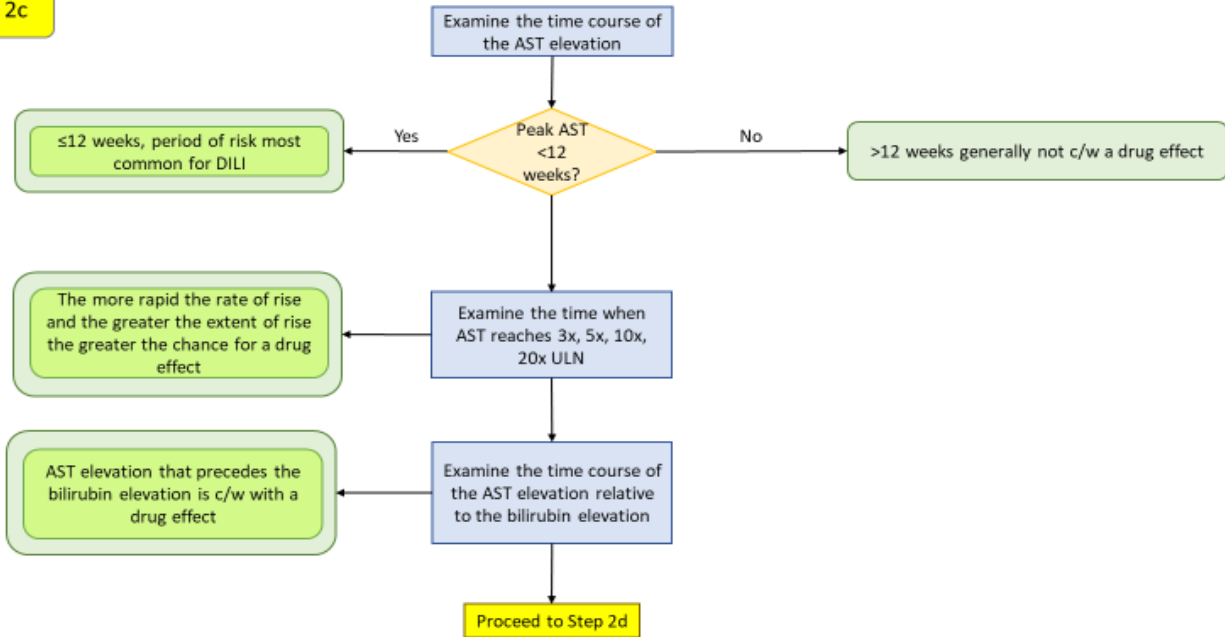 2c
Examine the time course of
the AST elevation
Peak AST
<12
weeks?
Yes
No
≤12 weeks, period of risk most
common for DILI
>12 weeks generally not c/w a drug effect
The more rapid the rate of rise
and the greater the extent of rise
the greater the chance for a drug
effect
Examine the time when
AST reaches 3x, 5x, 10x,
20x ULN
AST elevation that precedes the
bilirubin elevation is c/w with a
drug effect
Examine the time course of
the AST elevation relative
to the bilirubin elevation
Proceed to Step 2d